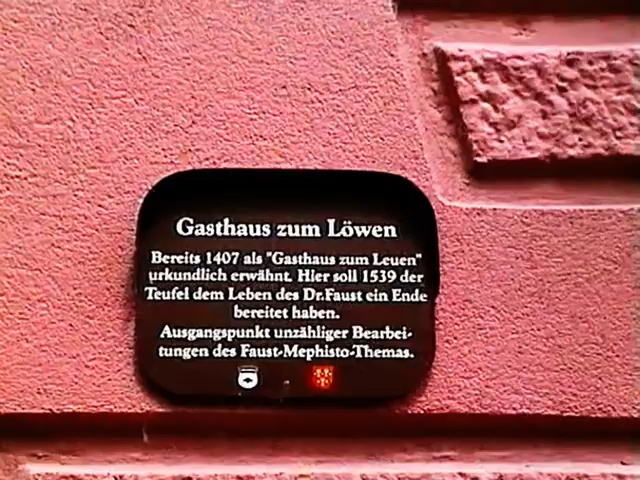 Gasthaus zum Löwen
Bereits 1407 als "Gasthaus zum Leuen"
urkundlich erwähnt. Hier soll 1539 der
Teufel dem Leben des Dr.Faust ein Ende
bereitet haben.
Ausgangspunkt unzähliger Bearbei-
tungen des Faust-Mephisto-Themas.